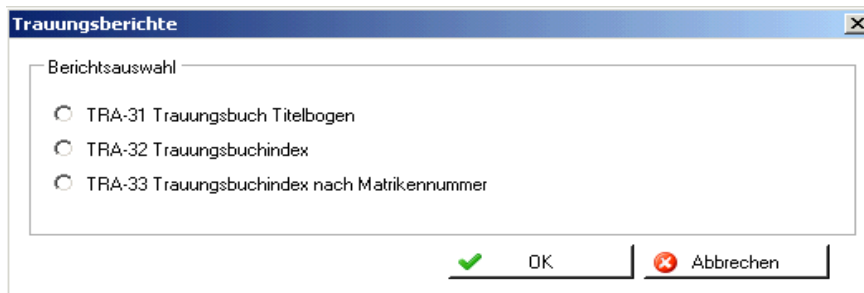 Trauungsberichte
Berichtsauswahl
TRA-31 Trauungsbuch Titelbogen
TRA-32 Trauungsbuchindex
TRA-33 Trauungsbuchindex nach Matrikennummer
OK Abbrechen